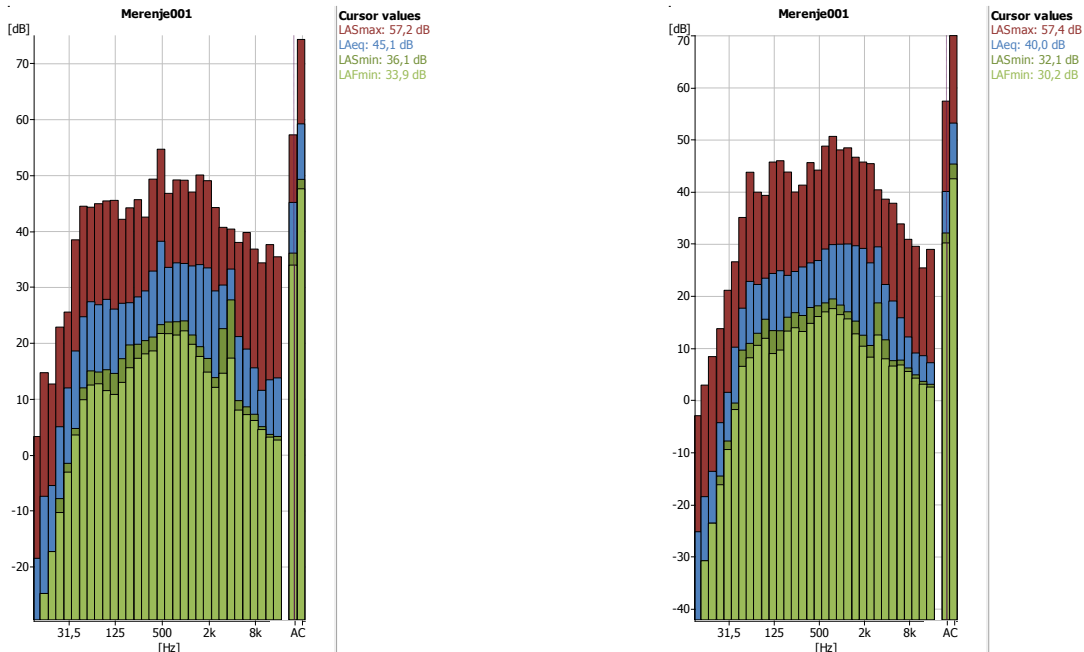 Merenje001
[dB]
70
60
50
40
30
20
10
0
-10
-20
31,5 125 500 2k 8k AC
[Hz]
Cursor values
LASmax: 57,2 dB
LAeq: 45,1 dB
LASmin: 36,1 dB
LAFmin: 33,9 dB
Merenje001
[dB]
70
60
50
40
30
20
10
0
-10
-20
-30
-40
31,5 125 500 2k 8k AC
[Hz]
Cursor values
LASmax: 57,4 dB
LAeq: 40,0 dB
LASmin: 32,1 dB
LAFmin: 30,2 dB